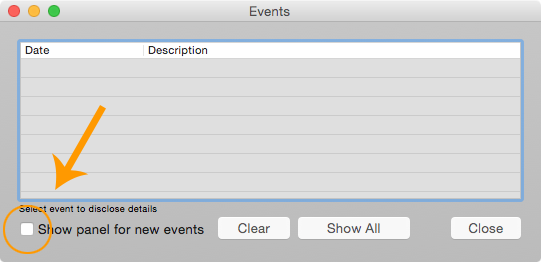 Events
Date Description
Select event to disclose details
Show panel for new events Clear Show All Close